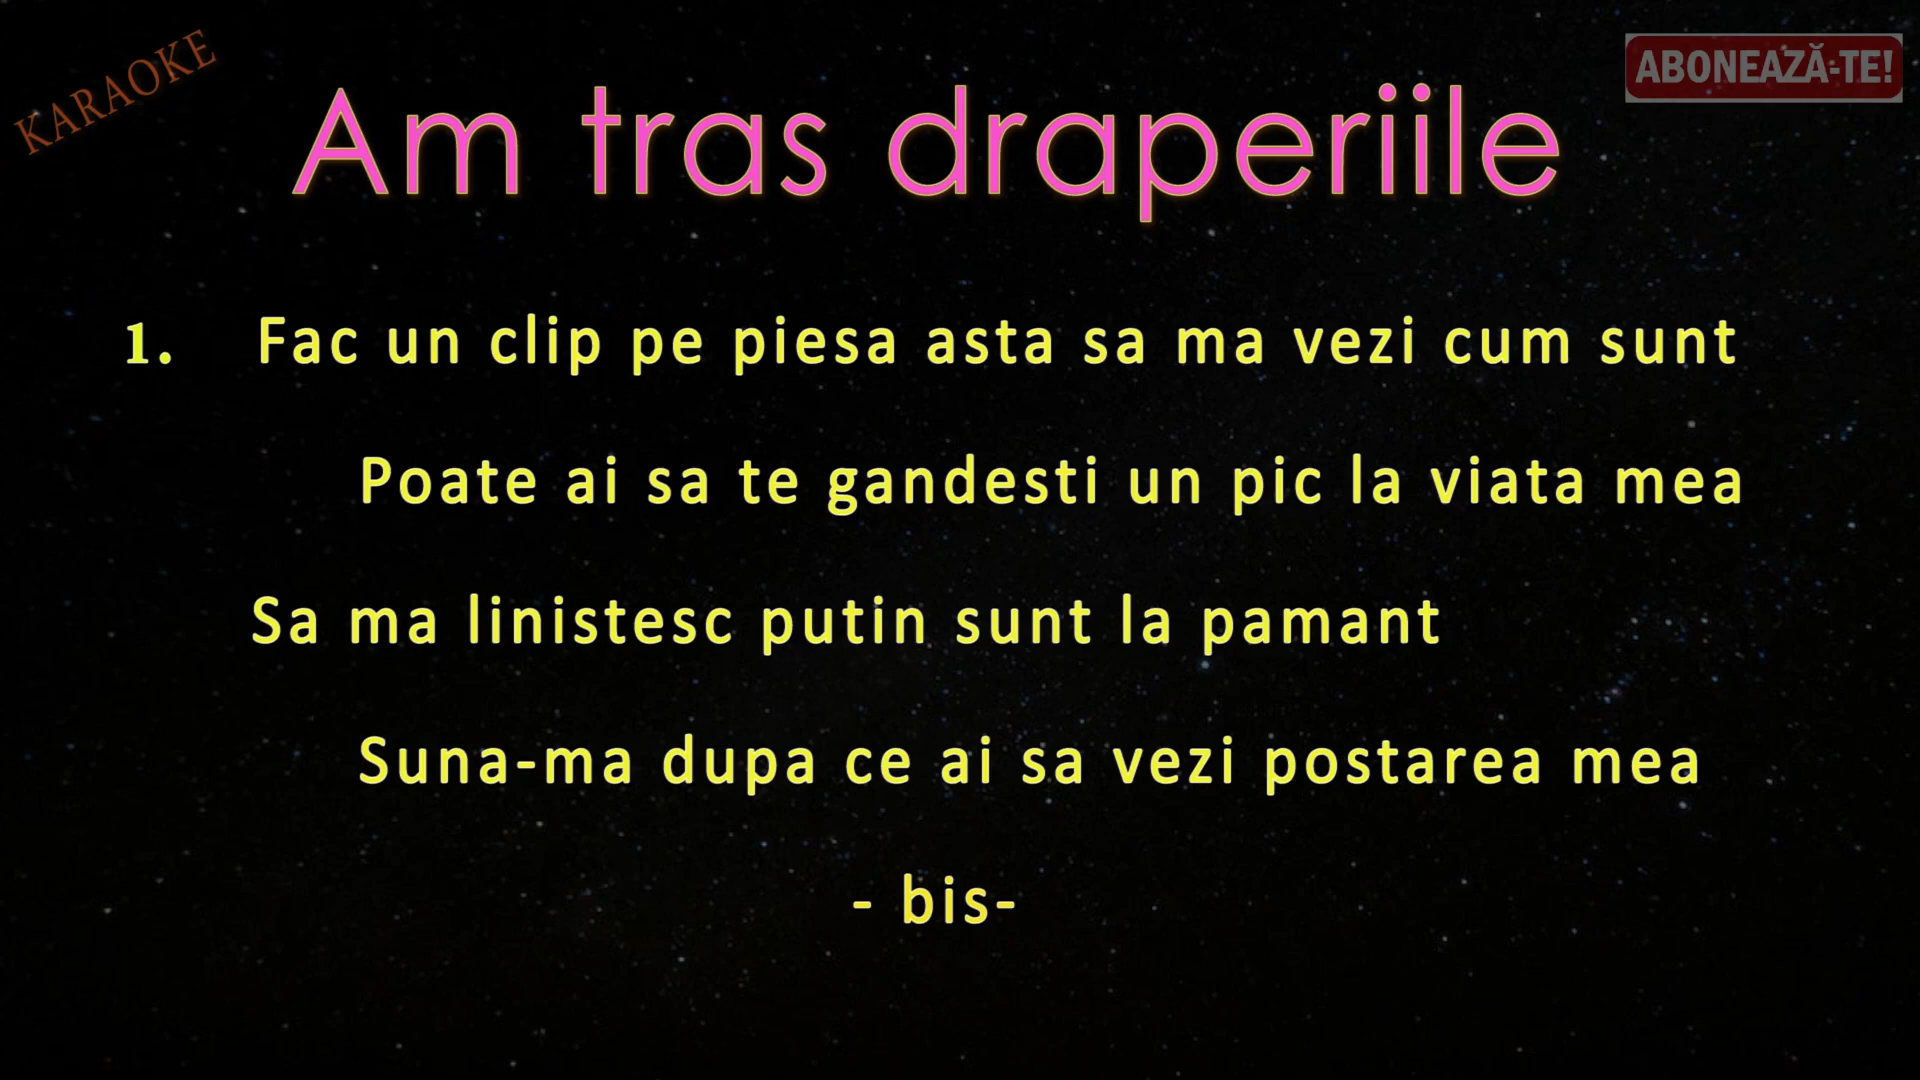 KARAOKE
ABONEAZĂ-TE!
Am tras draperiile
1. Fac un clip pe piesa asta sa ma vezi cum sunt
Poate ai sa te gandesti un pic la viata mea
Sa ma linistesc putin sunt la pamant
Suna-ma dupa ce ai sa vezi postarea mea
- bis-